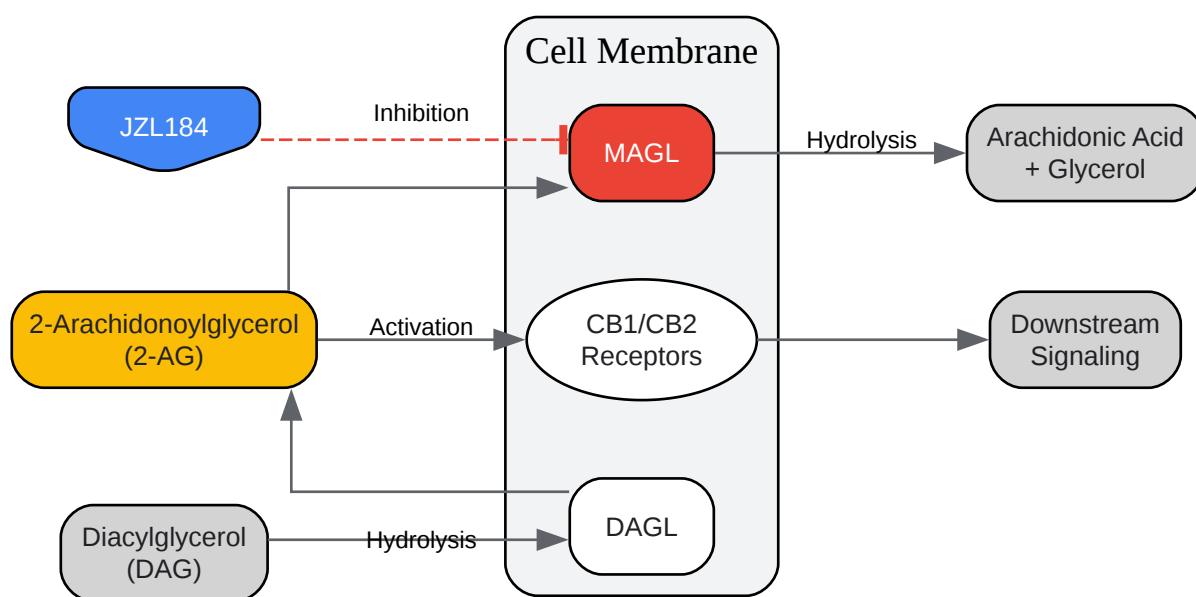 Cell Membrane
JZL184
Inhibition
MAGL
Hydrolysis
Arachidonic Acid
+ Glycerol
2-Arachidonoylglycerol
(2-AG)
Activation
CB1/CB2
Receptors
Downstream
Signaling
Diacylglycerol
(DAG)
Hydrolysis
DAGL